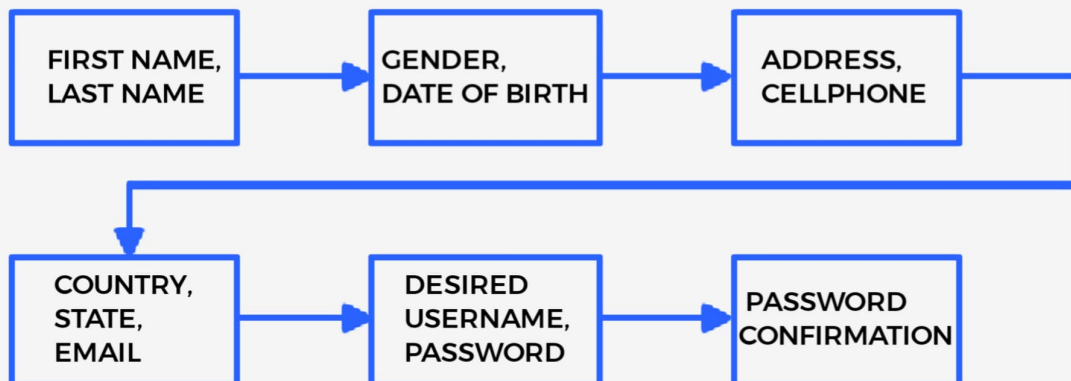 FIRST NAME,
LAST NAME
GENDER,
DATE OF BIRTH
ADDRESS,
CELLPHONE
COUNTRY,
STATE,
EMAIL
DESIRED
USERNAME,
PASSWORD
PASSWORD
CONFIRMATION